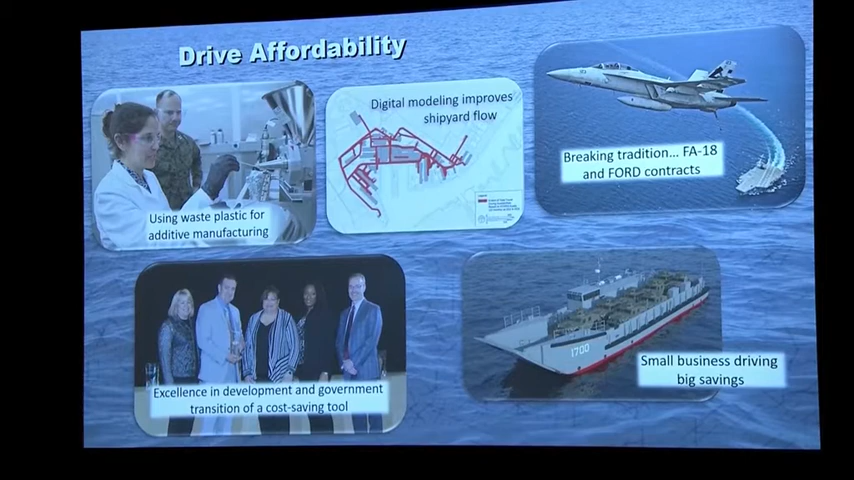 Drive Affordability
Digital modeling improves
shipyard flow
Using waste plastic for
additive manufacturing
Breaking tradition... FA-18
and FORD contracts
Excellence in development and government
transition of a cost-saving tool
1700
Small business driving
big savings